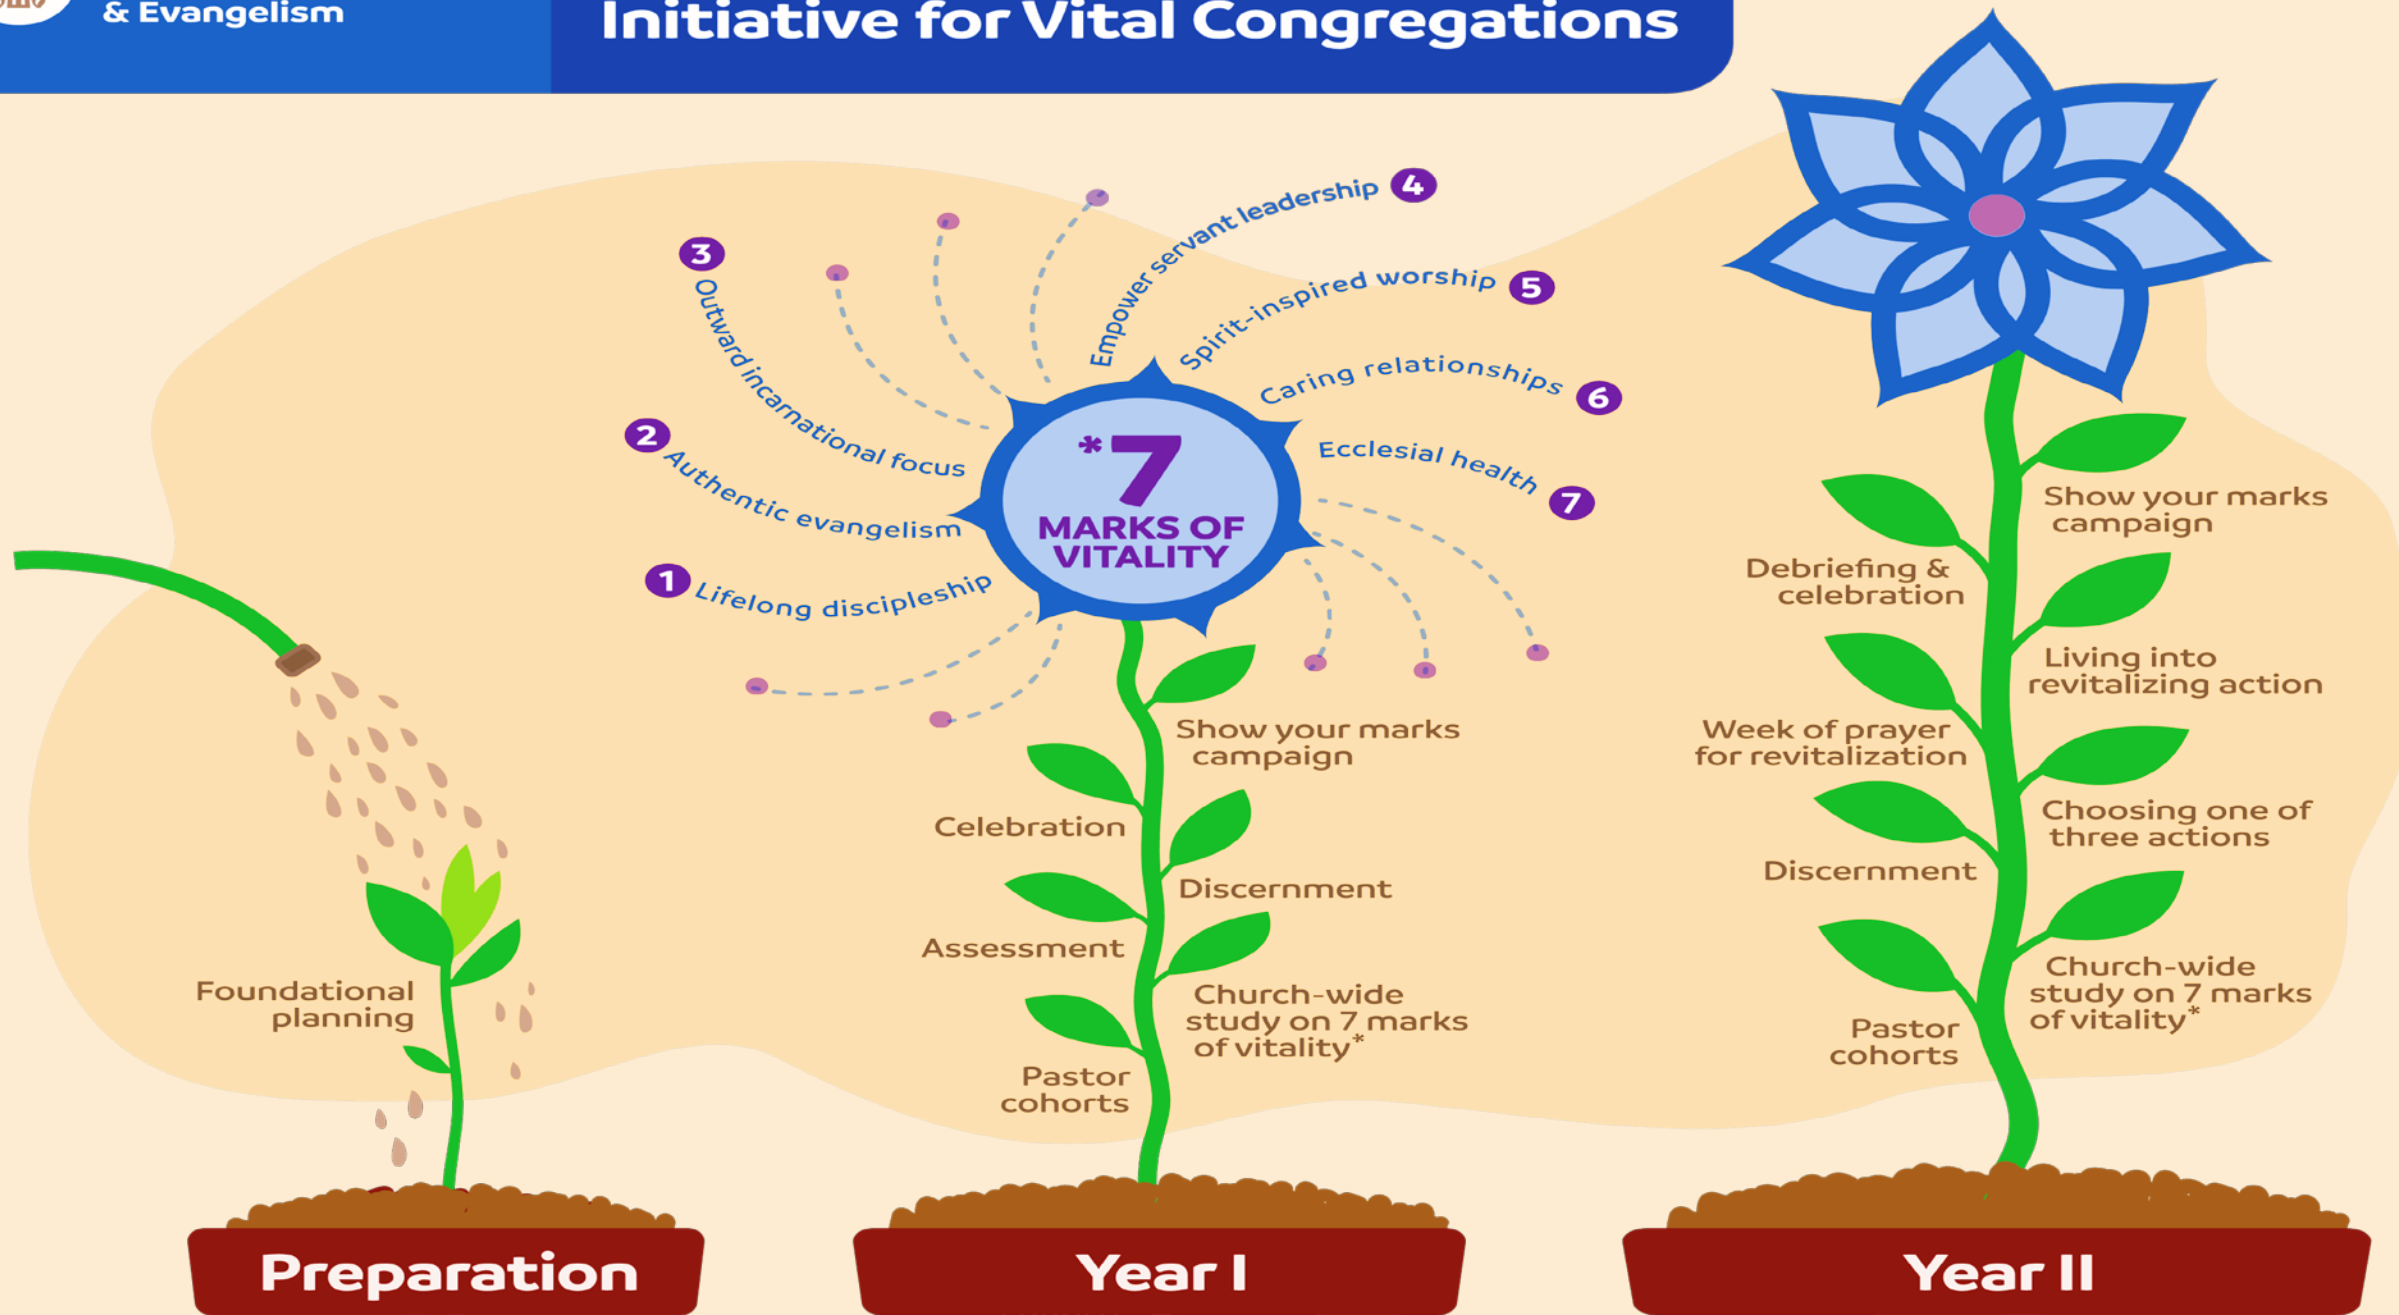 & Evangelism
Initiative for Vital Congregations
3 Outward incarnational focus
2 Authentic evangelism
1 Lifelong discipleship
Empower servant leadership 4
Spirit-inspired worship 5
Caring relationships 6
Ecclesial health 7
*7
MARKS OF
VITALITY
Foundational
planning
Preparation
Show your marks
campaign
Celebration
Discernment
Assessment
Church-wide
study on 7 marks
of vitality*
Pastor
cohorts
Year I
Show your marks
campaign
Debriefing &
celebration
Living into
revitalizing action
Week of prayer
for revitalization
Choosing one of
three actions
Discernment
Church-wide
study on 7 marks
of vitality*
Pastor
cohorts
Year II